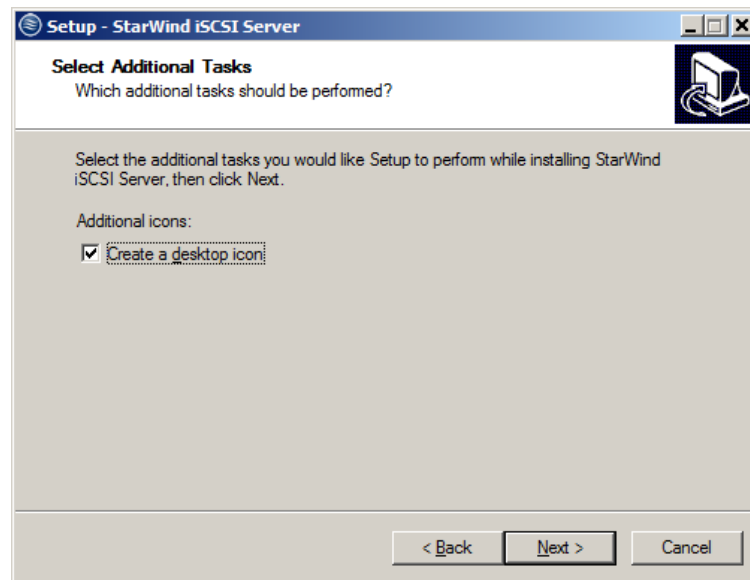 Setup - StarWind iSCSI Server
Select Additional Tasks
Which additional tasks should be performed?
Select the additional tasks you would like Setup to perform while installing StarWind
iSCSI Server, then click Next.
Additional icons:
Create a desktop icon
< Back Next > Cancel